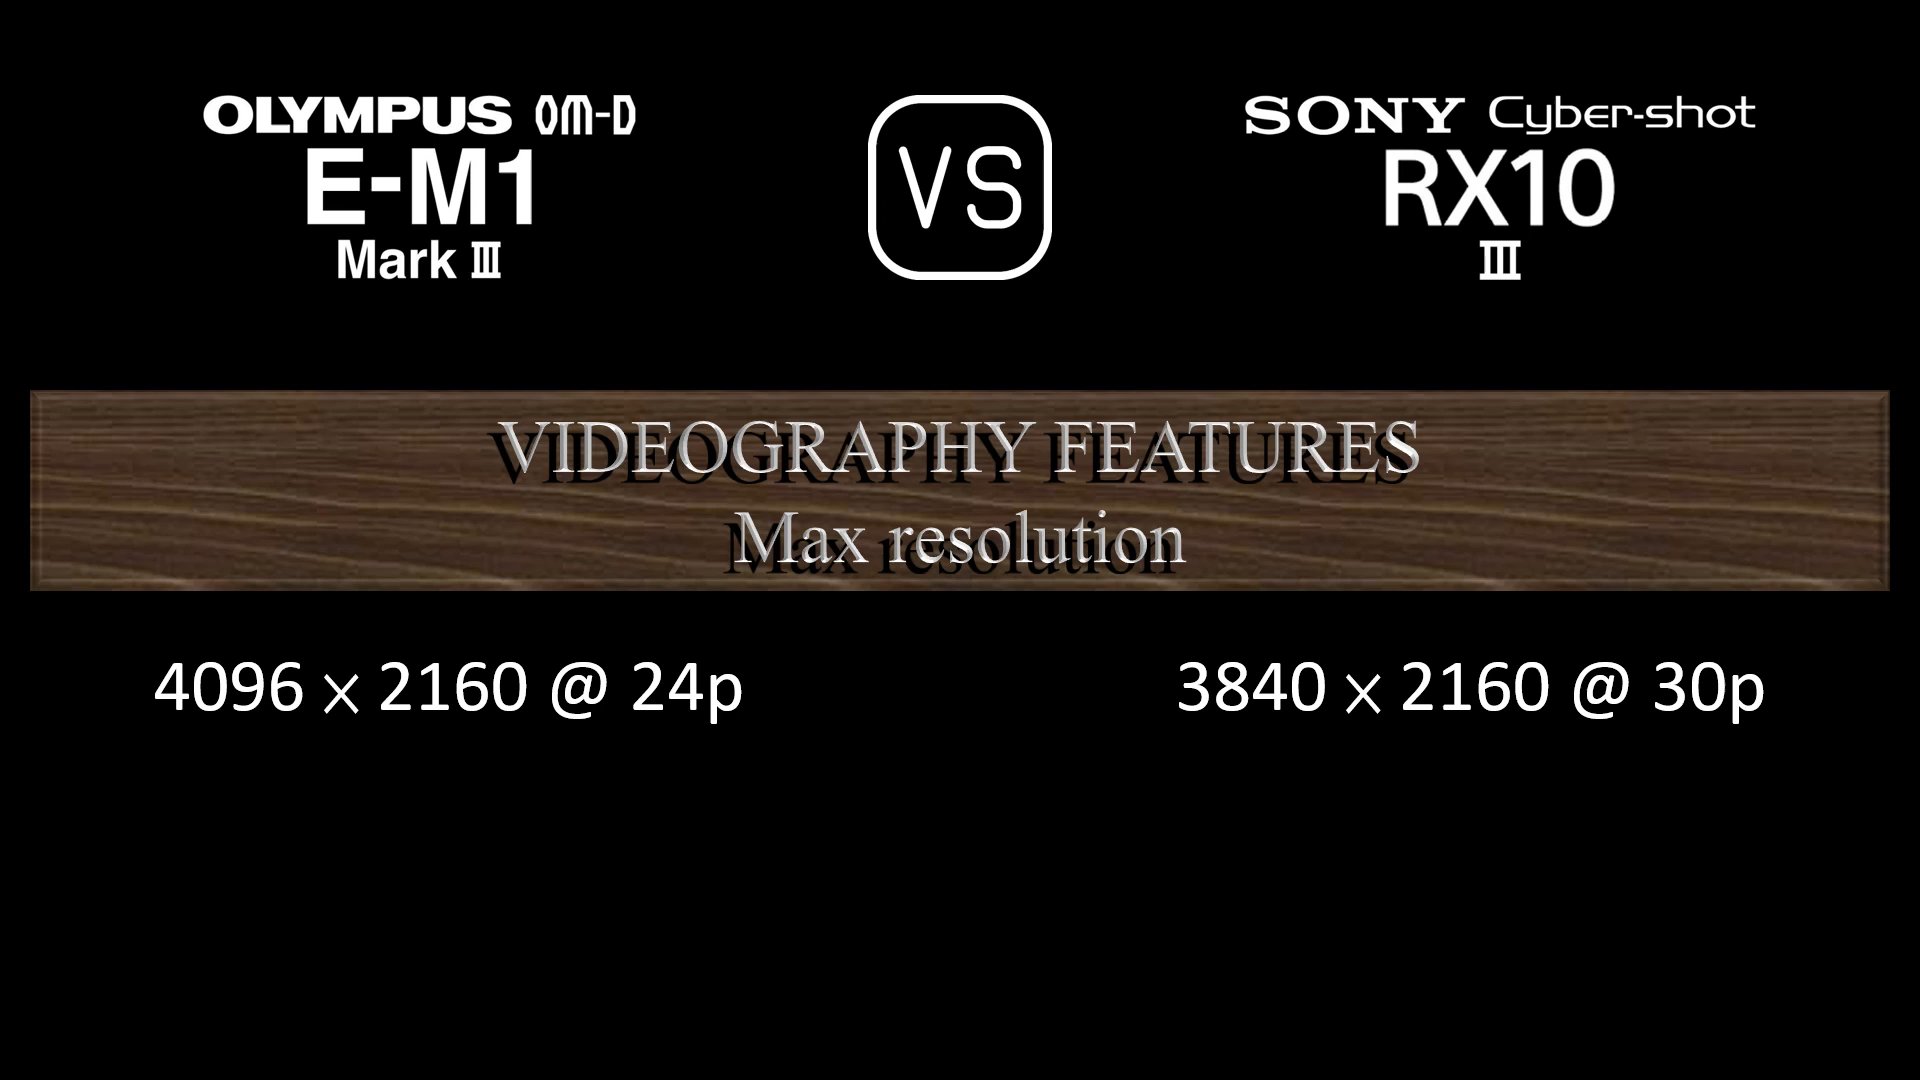 OLYMPUS OM-D
E-M1
Mark III
VS
SONY Cyber-shot
RX10
III
VIDEOGRAPHY FEATURES
Max resolution
4096 x 2160 @ 24p
3840 x 2160 @ 30p